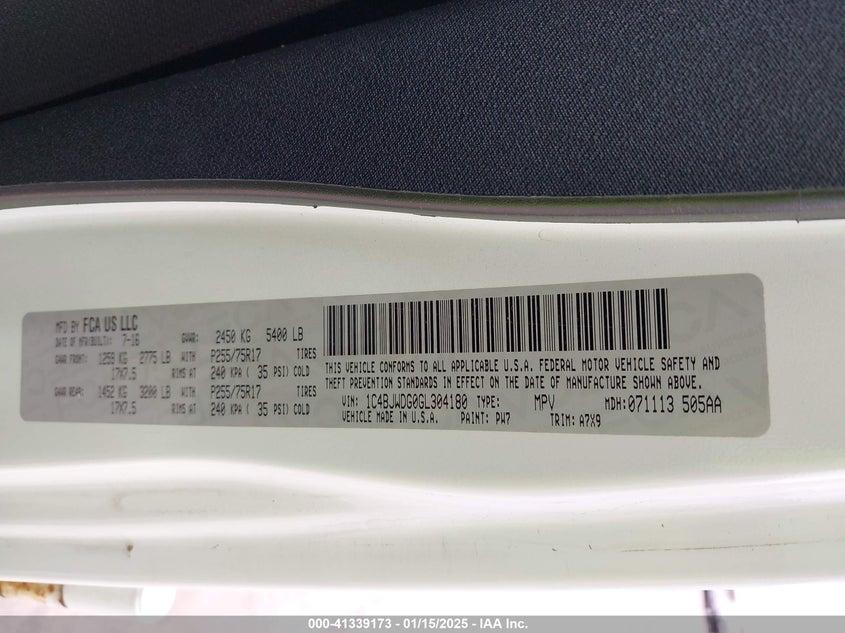 MFD BY FCA US LLC
DATE OF MFR(BUILT): 7-16 GVWR: 2450 KG 5400 LB
GAWR FRONT: 1259 KG 2775 LB WITH P255/75R17 TIRES
17X7.5 RIMS AT 240 KPA ( 35 PSI) COLD
GAWR REAR: 1452 KG 3200 LB WITH P255/75R17 TIRES
17X7.5 RIMS AT 240 KPA ( 35 PSI) COLD
THIS VEHICLE CONFORMS TO ALL APPLICABLE U.S.A. FEDERAL MOTOR VEHICLE SAFETY AND
THEFT PREVENTION STANDARDS IN EFFECT ON THE DATE OF MANUFACTURE SHOWN ABOVE.
VIN: 1C4BJWDG0GL304180 TYPE: MPV MDH: 071113 505AA
VEHICLE MADE IN U.S.A. PAINT: PW7 TRIM: A7X9
000-41339173 - 01/15/2025 - IAA Inc.